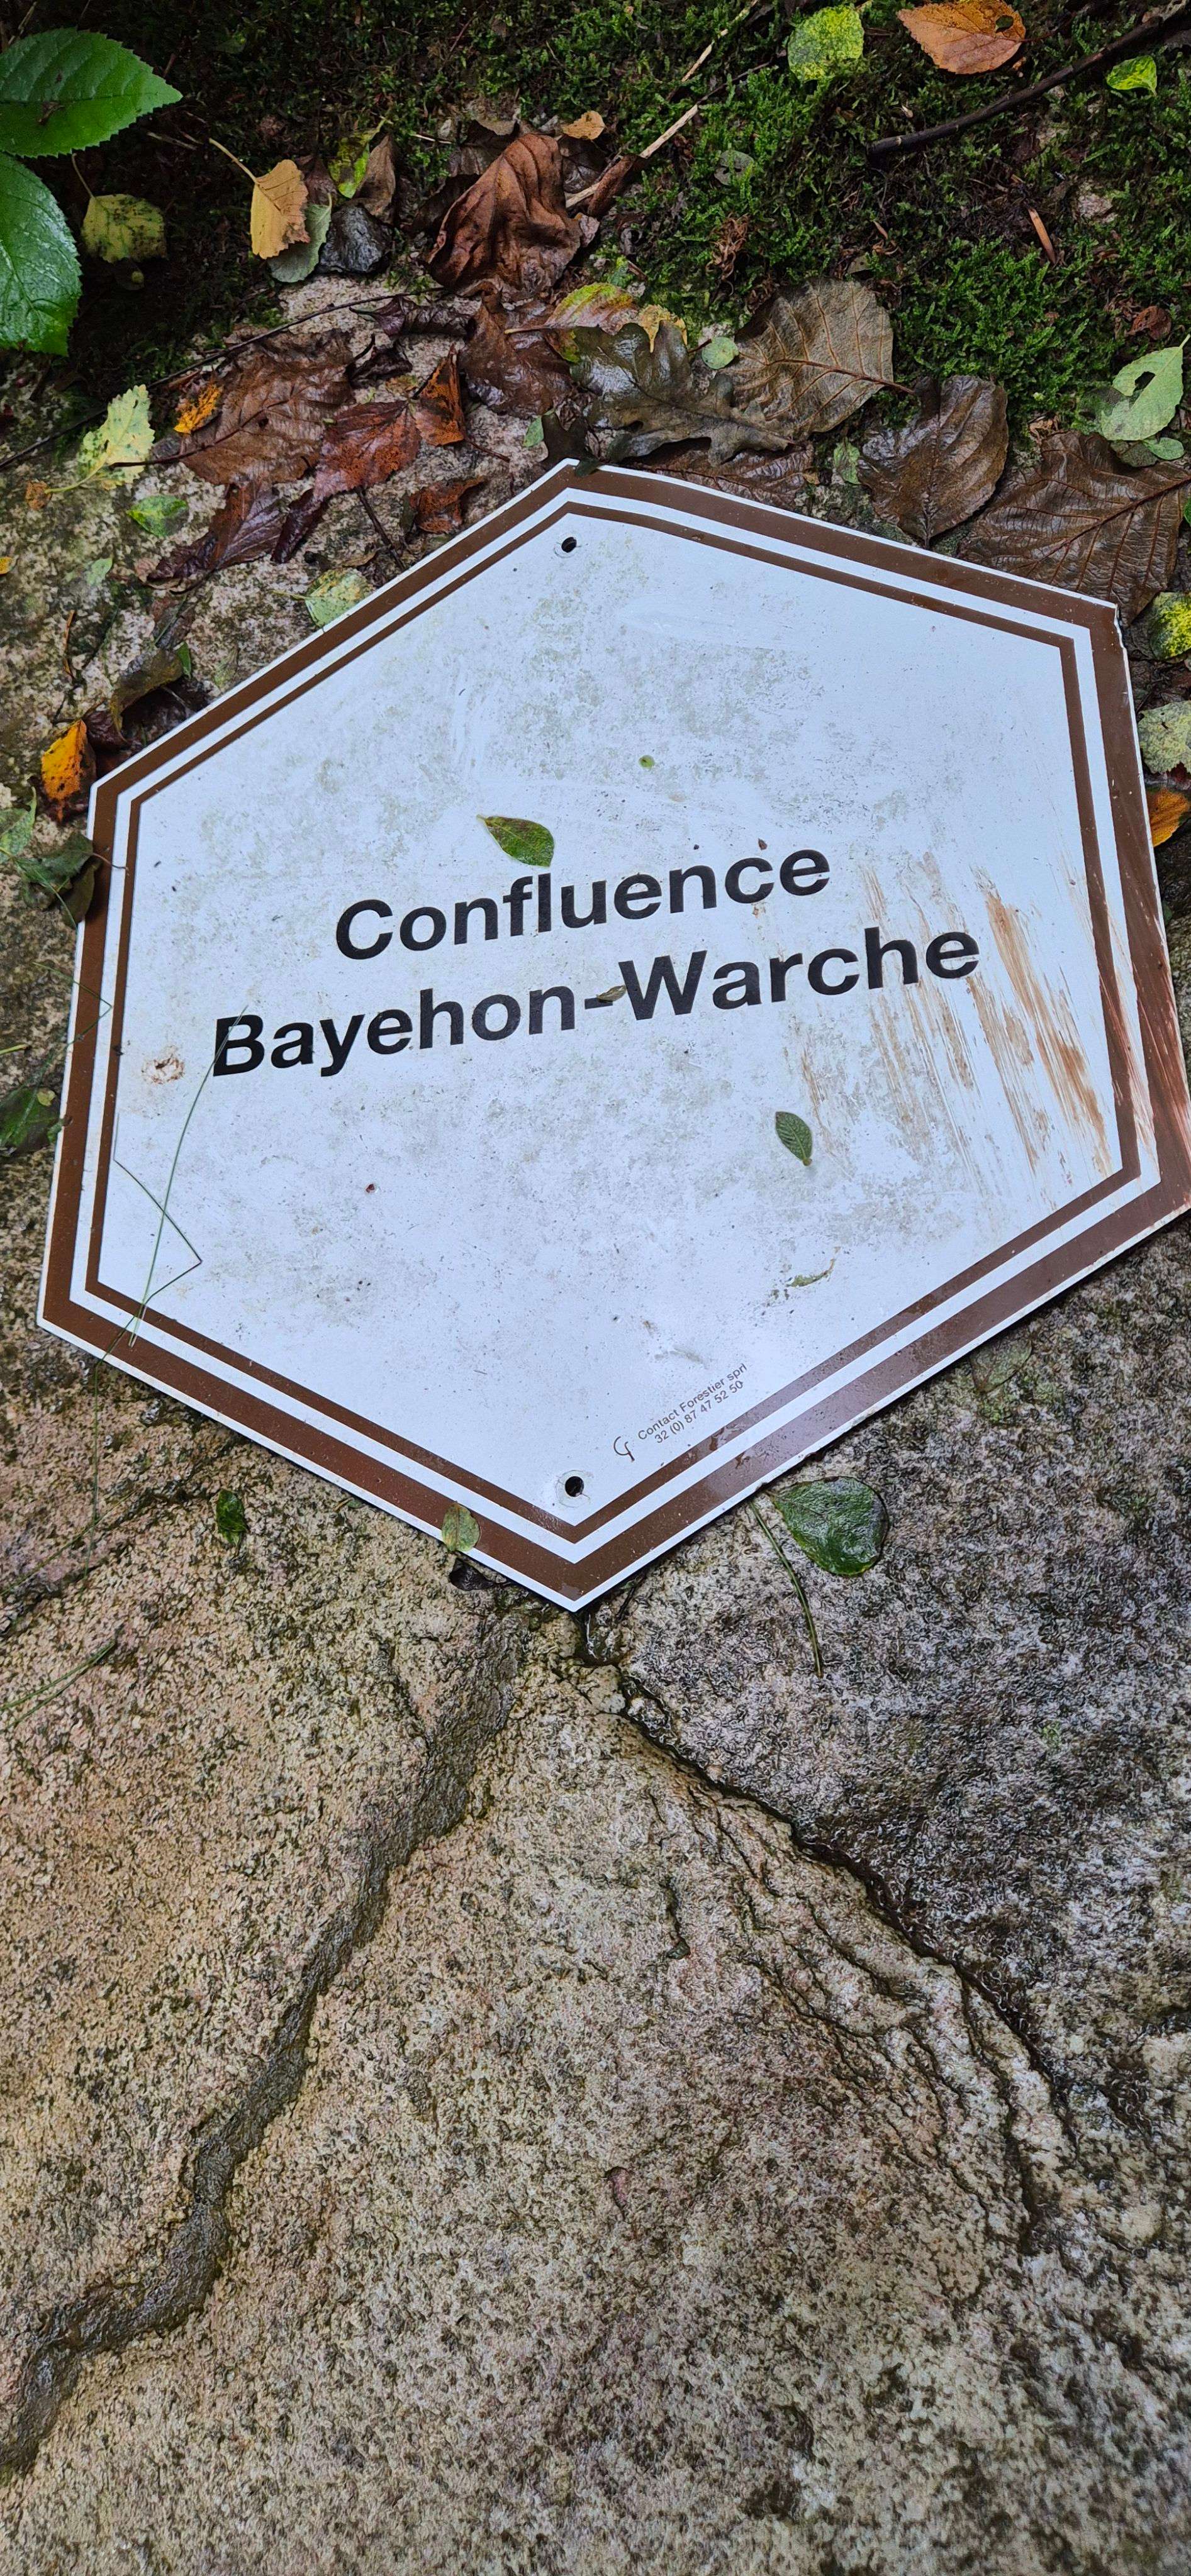 Confluence
Bayehon-Warche
Contact Forestier sprl
32 (0) 87 47 52 50